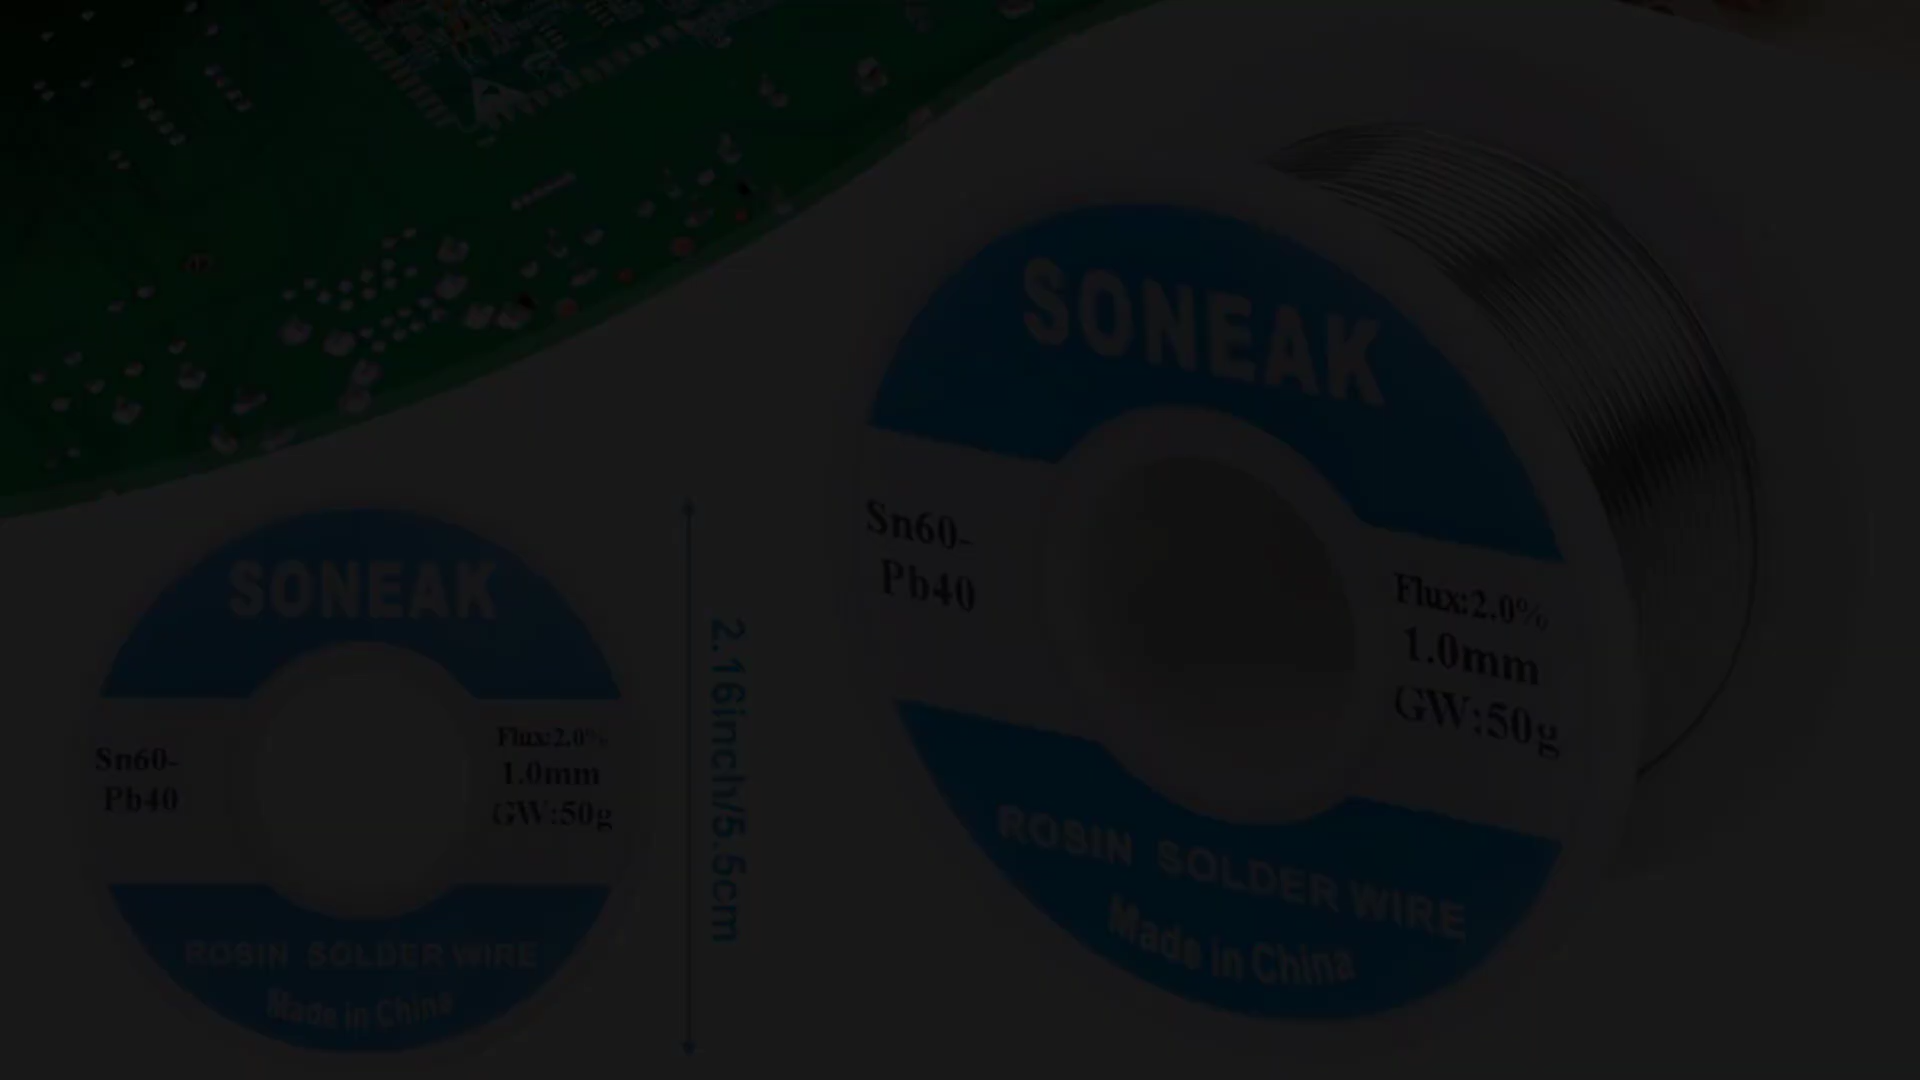 SONEAK
Sn60-
Pb40
Flux:2.0%
1.0mm
GW:50g
ROSIN SOLDER WIRE
Made in China
2.16inch/5.5cm
SONEAK
Sn60-
Pb40
Flux:2.0%
1.0mm
GW:50g
ROSIN SOLDER WIRE
Made in China